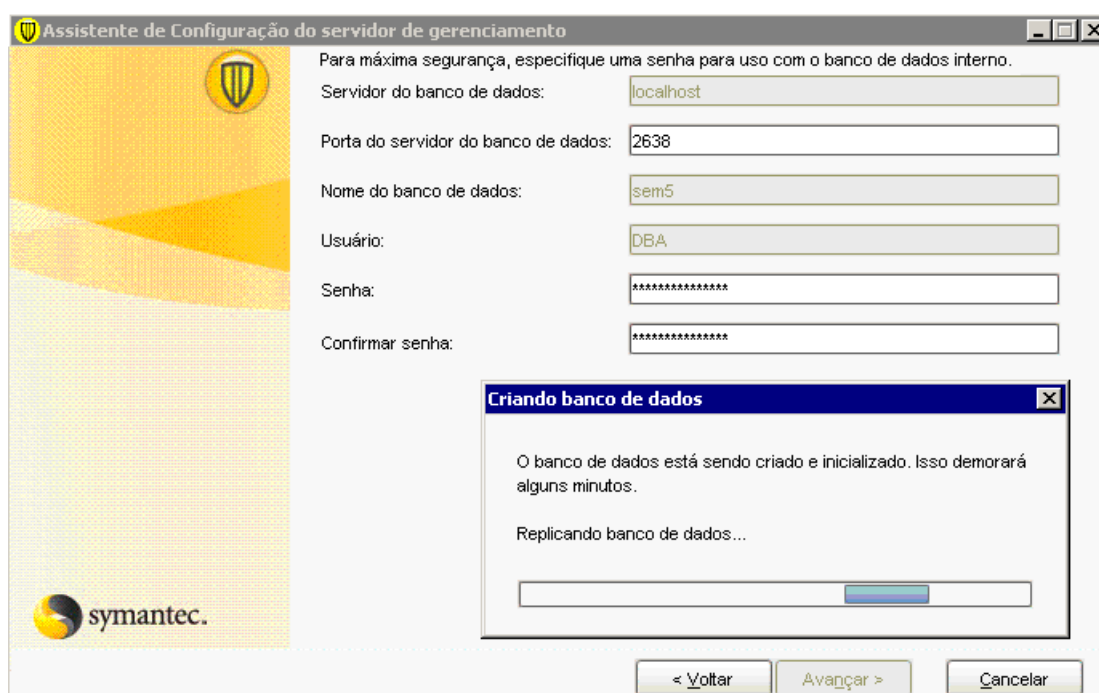 Assistente de Configuração do servidor de gerenciamento
Para máxima segurança, especifique uma senha para uso com o banco de dados interno.
Servidor do banco de dados: localhost
Porta do servidor do banco de dados: 2638
Nome do banco de dados: sem5
Usuário: DBA
Senha: ***************
Confirmar senha: ***************
Criando banco de dados
O banco de dados está sendo criado e inicializado. Isso demorará
alguns minutos.
Replicando banco de dados...
symantec.
< Voltar Avançar > Cancelar